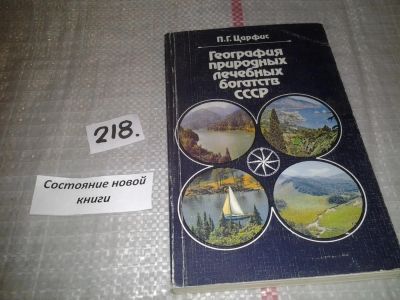 П.Г. Царфис
География
природных
лечебных
богатств
СССР
218.
Состояние новой
книги